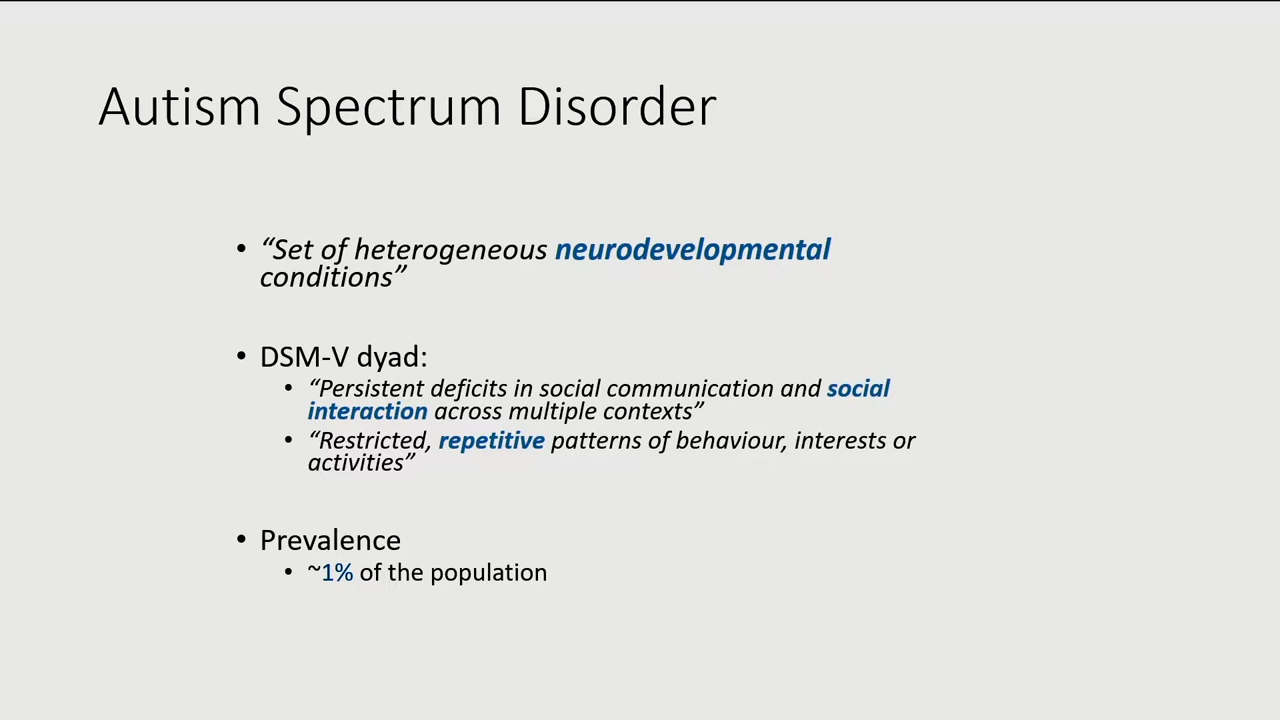 Autism Spectrum Disorder
• “Set of heterogeneous neurodevelopmental
conditions”
• DSM-V dyad:
• “Persistent deficits in social communication and social
interaction across multiple contexts”
• “Restricted, repetitive patterns of behaviour, interests or
activities”
• Prevalence
• ~1% of the population